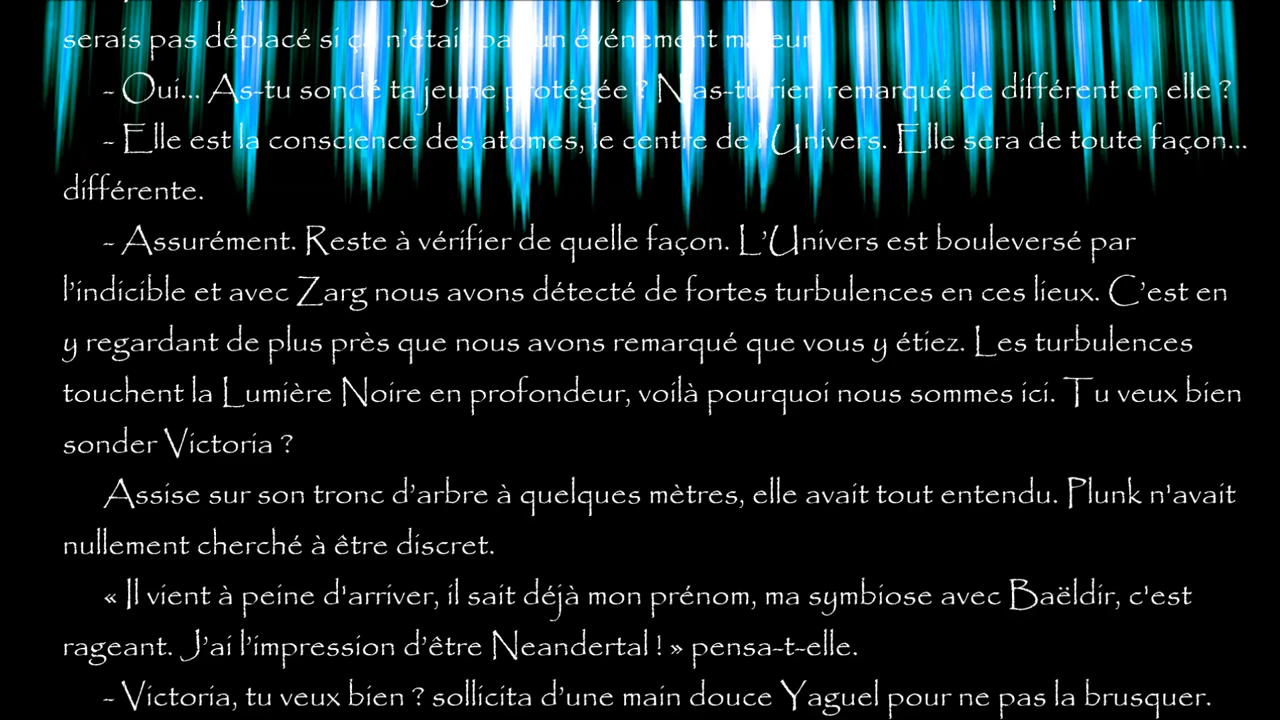 serais pas déplacé si ça n'était pas un événement majeur.
- Oui... As-tu sondé ta jeune protégée ? N'as-tu rien remarqué de différent en elle ?
- Elle est la conscience des atomes, le centre de l'Univers. Elle sera de toute façon...
différente.
- Assurément. Reste à vérifier de quelle façon. L'Univers est bouleversé par
l'indicible et avec Zarg nous avons détecté de fortes turbulences en ces lieux. C'est en
y regardant de plus près que nous avons remarqué que vous y étiez. Les turbulences
touchent la Lumière Noire en profondeur, voilà pourquoi nous sommes ici. Tu veux bien
sonder Victoria ?
Assise sur son tronc d'arbre à quelques mètres, elle avait tout entendu. Plunk n'avait
nullement cherché à être discret.
« Il vient à peine d'arriver, il sait déjà mon prénom, ma symbiose avec Baëldir, c'est
rageant. J'ai l'impression d'être Neandertal ! » pensa-t-elle.
- Victoria, tu veux bien ? sollicita d'une main douce Yaguel pour ne pas la brusquer.